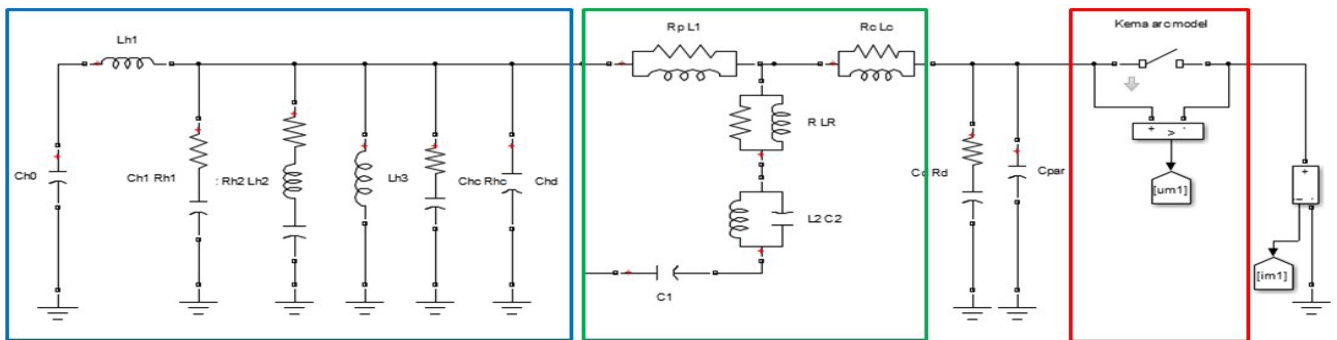 Lh1
Rp L1
Rc Lc
Kema arc model
R LR
Ch0
Ch1 Rh1
: Rh2 Lh2
Lh3
Chc Rhc
Chd
L2 C2
C1
Cd Rd
Cpar
+ > -
[um1]
+
-
[im1]